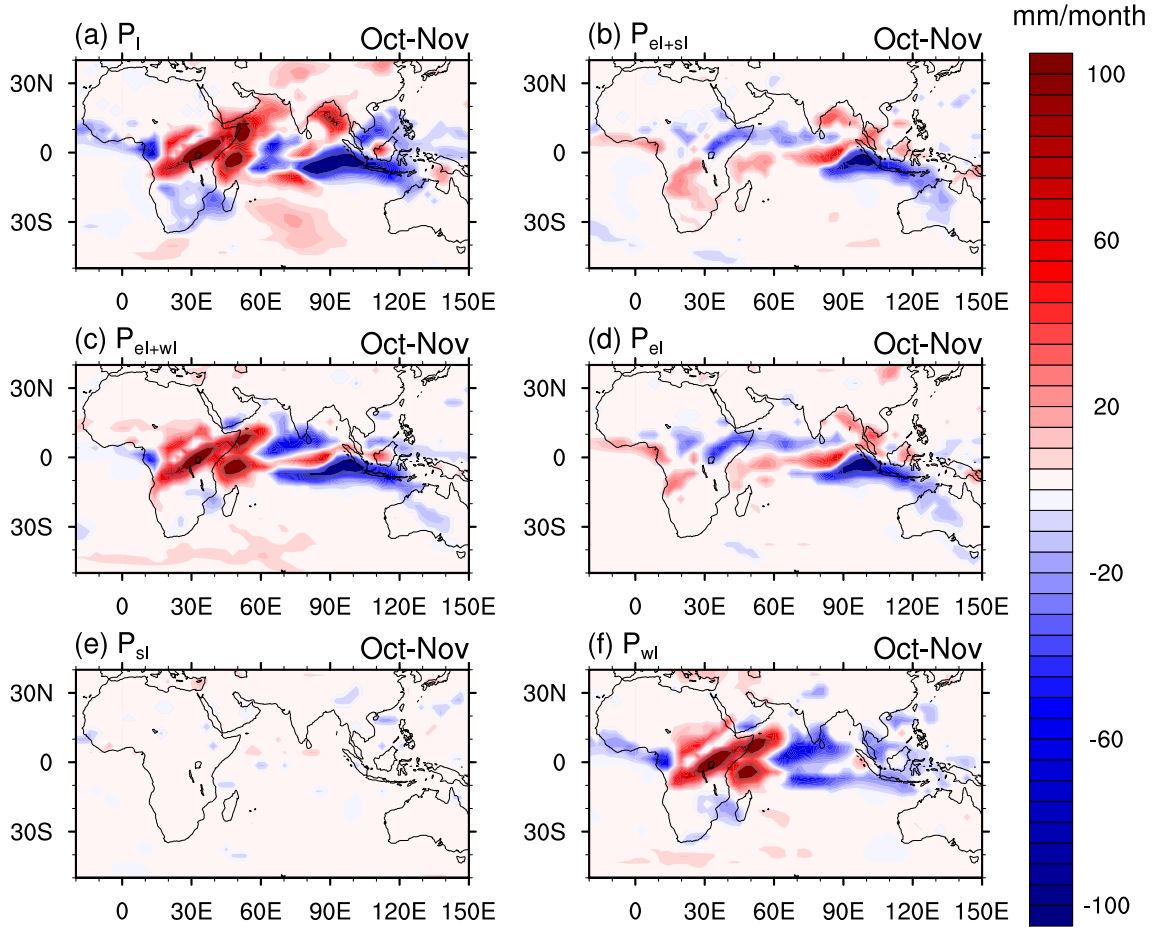 mm/month
(a) P_I Oct-Nov
(b) P_eI+sI Oct-Nov
30N
0
30S
0 30E 60E 90E 120E 150E
30N
0
30S
0 30E 60E 90E 120E 150E
(c) P_eI+wI Oct-Nov
(d) P_eI Oct-Nov
30N
0
30S
0 30E 60E 90E 120E 150E
30N
0
30S
0 30E 60E 90E 120E 150E
(e) P_sI Oct-Nov
(f) P_wI Oct-Nov
30N
0
30S
0 30E 60E 90E 120E 150E
30N
0
30S
0 30E 60E 90E 120E 150E
100
60
20
-20
-60
-100